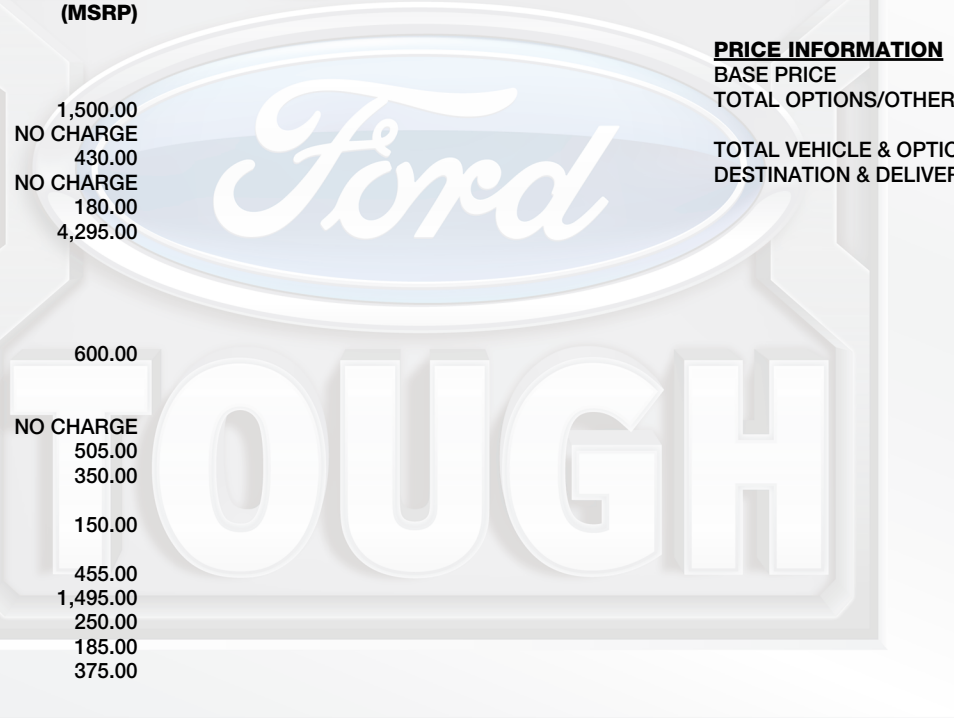 (MSRP)
1,500.00
NO CHARGE
430.00
NO CHARGE
180.00
4,295.00
600.00
NO CHARGE
505.00
350.00
150.00
455.00
1,495.00
250.00
185.00
375.00
PRICE INFORMATION
BASE PRICE
TOTAL OPTIONS/OTHER
TOTAL VEHICLE & OPTIO
DESTINATION & DELIVER
Ford
TOUGH